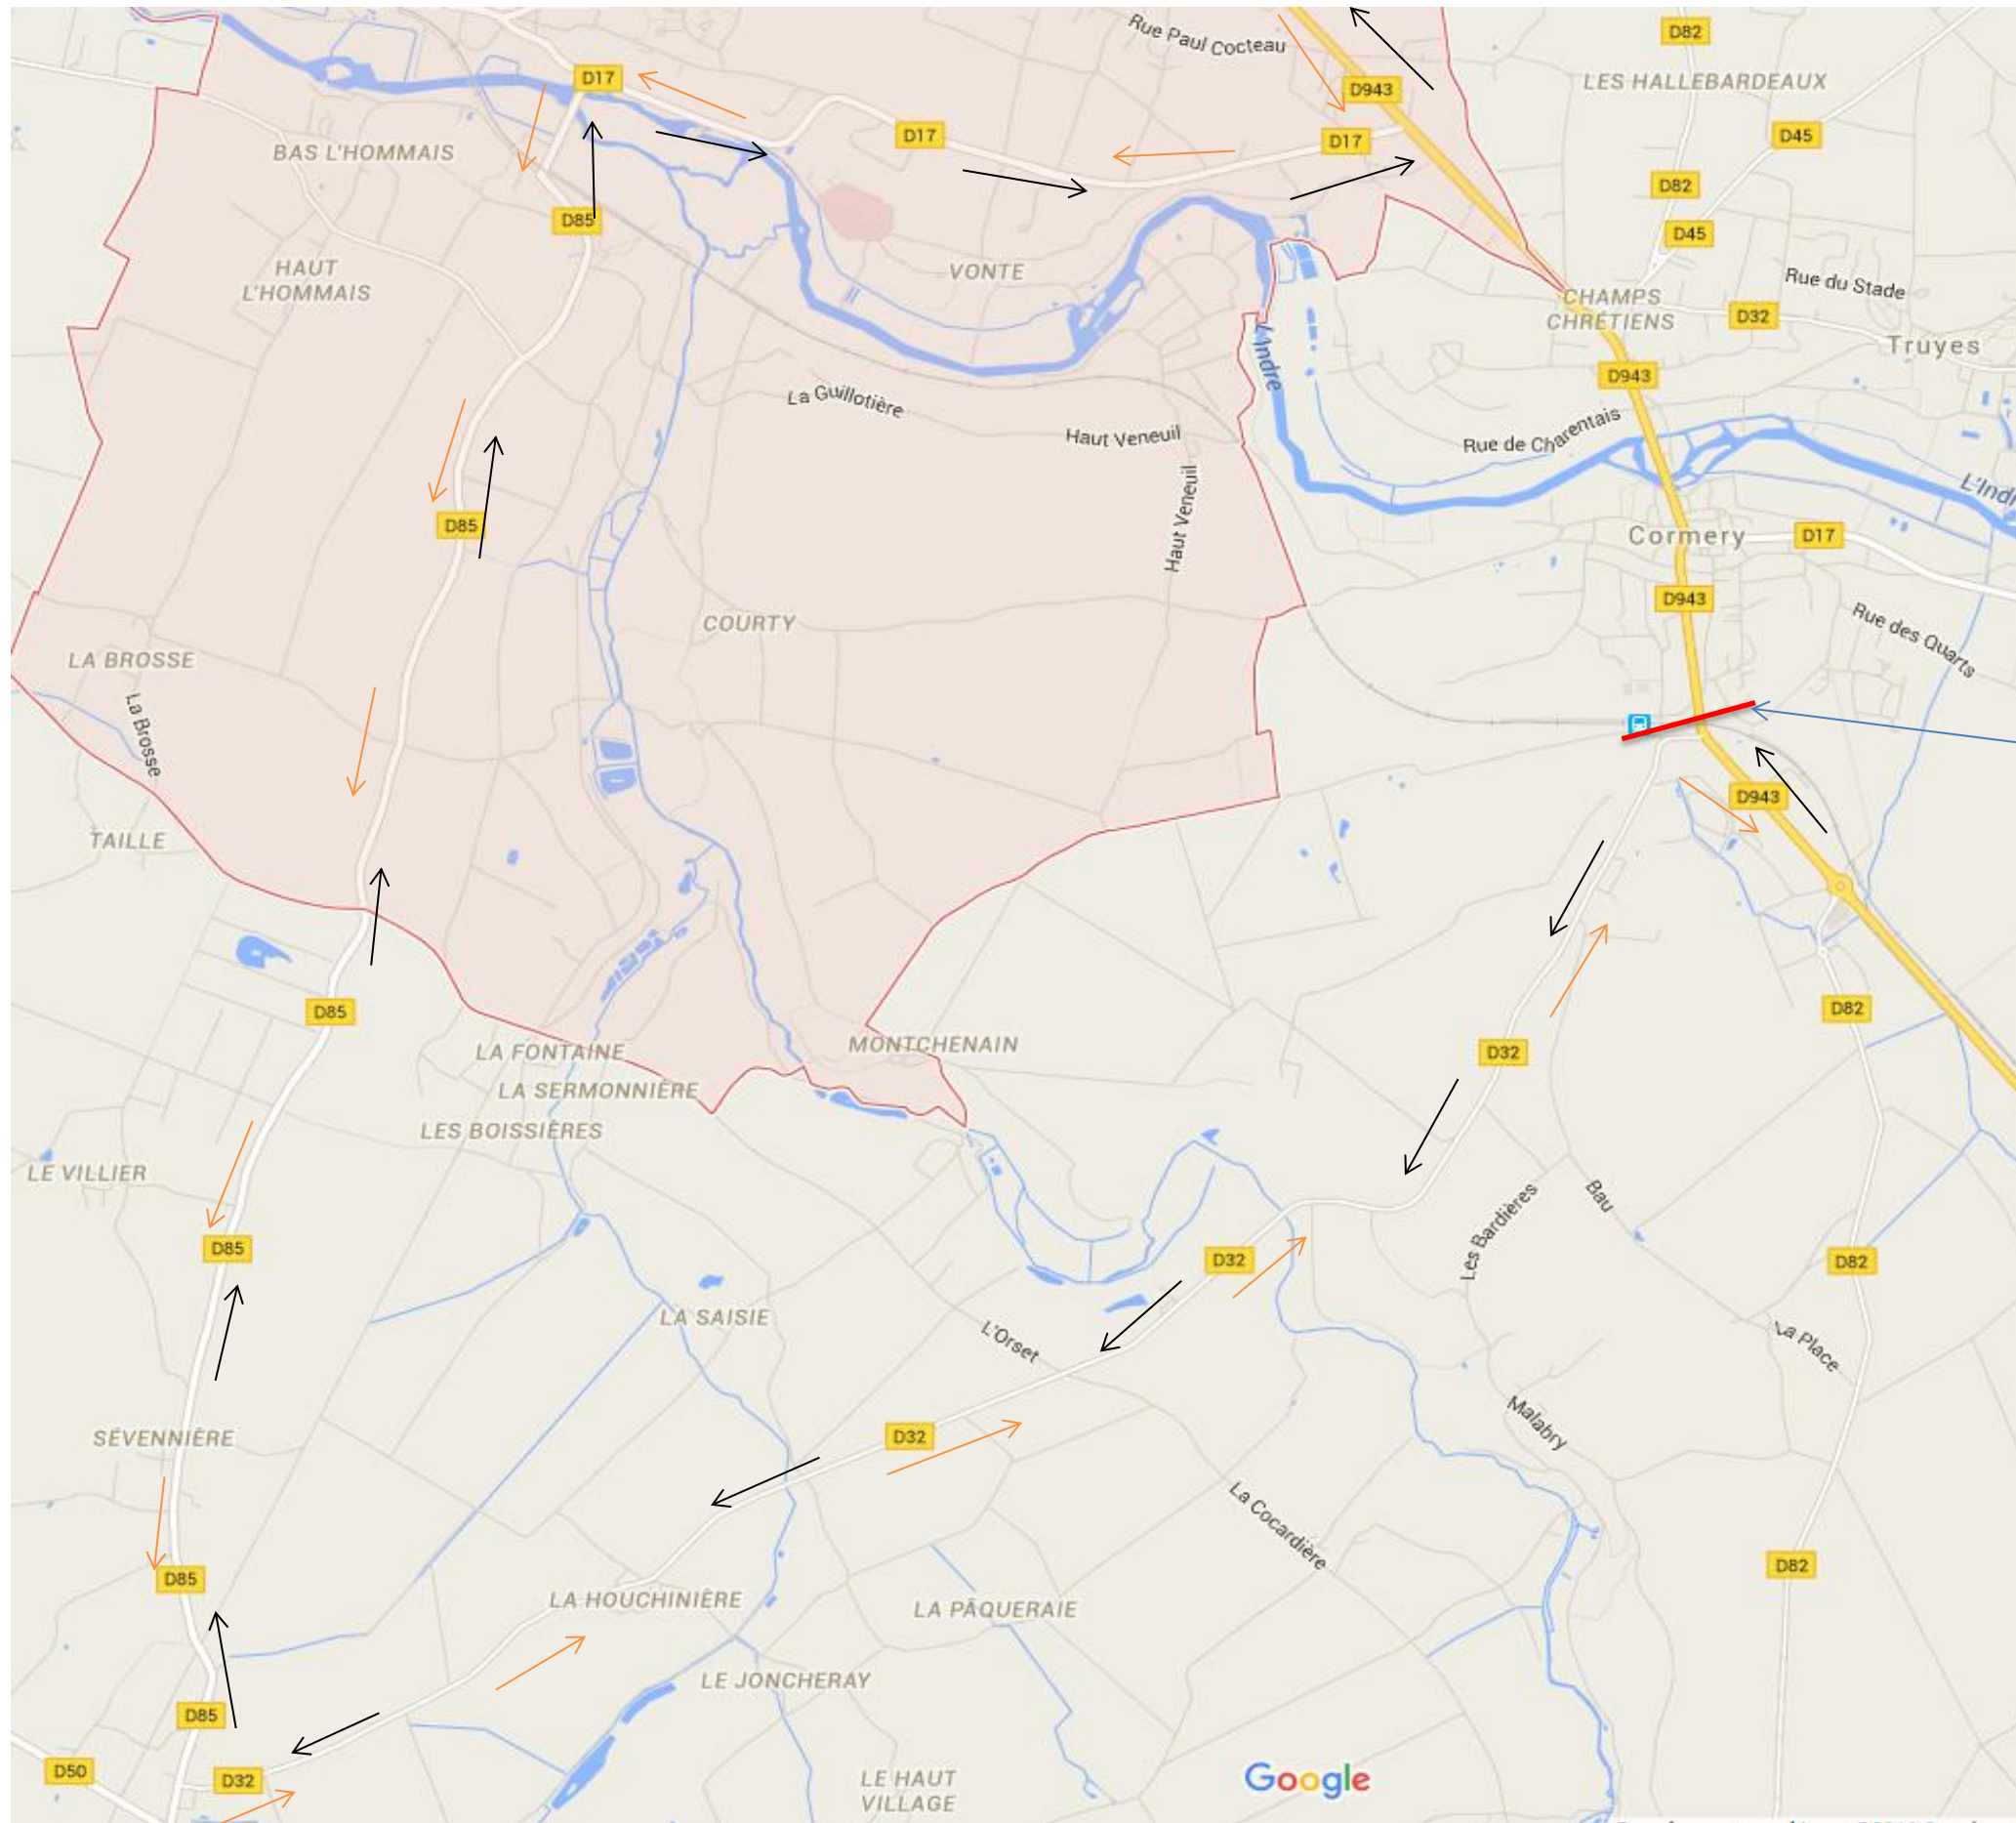 Rue Paul Cocteau
D82
LES HALLEBARDEAUX
D17
D943
D17
D17
D45
BAS L'HOMMAIS
D82
D85
D45
HAUT
L'HOMMAIS
VONTE
Rue du Stade
CHAMPS
CHRÉTIENS
D32
Truyes
L'Indre
D943
La Guillotière
Haut Veneuil
Rue de Charentais
Haut Veneuil
D85
Cormery
D17
D943
COURTY
Rue des Quarts
LA BROSSE
La Brosse
D943
TAILLE
D85
D82
LA FONTAINE
MONTCHENAIN
D32
LA SERMONNIÈRE
LES BOISSIÈRES
LE VILLIER
Les Bardières
Bau
D85
D32
D82
LA SAISIE
L'Orset
La Place
SÉVENNIÈRE
D32
Malabry
La Cocardière
D85
D82
LA HOUCHINIÈRE
LA PÂQUERAIE
LE JONCHERAY
D85
D50
D32
LE HAUT
VILLAGE
Google